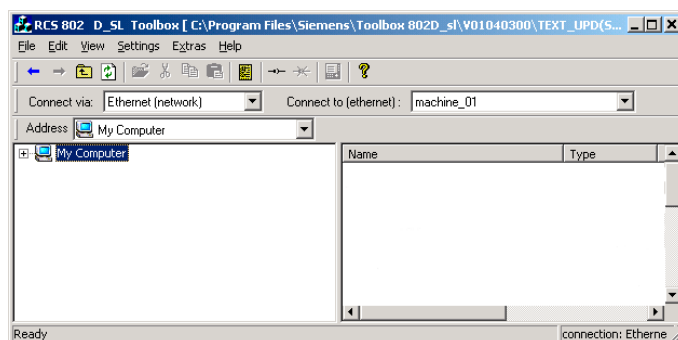 RCS 802 D_SL Toolbox [ C:\Program Files\Siemens\Toolbox 802D_sl\V01040300\TEXT_UPD(S...
File Edit View Settings Extras Help
Connect via: Ethernet (network) Connect to (ethernet) : machine_01
Address My Computer
My Computer Name Type
Ready connection: Etherne